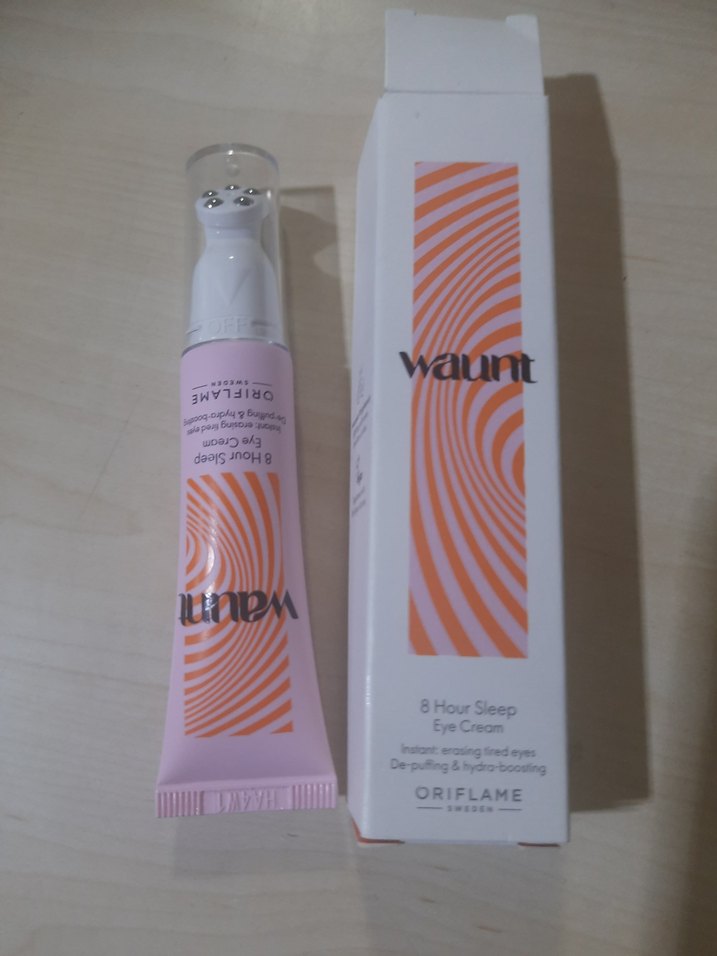 OFF
ORIFLAME
SWEDEN
8 Hour Sleep
Eye Cream
Instant: erasing tired eyes
De-puffing & hydra-boosting
waunt
HA4W1
waunt
8 Hour Sleep
Eye Cream
Instant: erasing tired eyes
De-puffing & hydra-boosting
ORIFLAME
SWEDEN